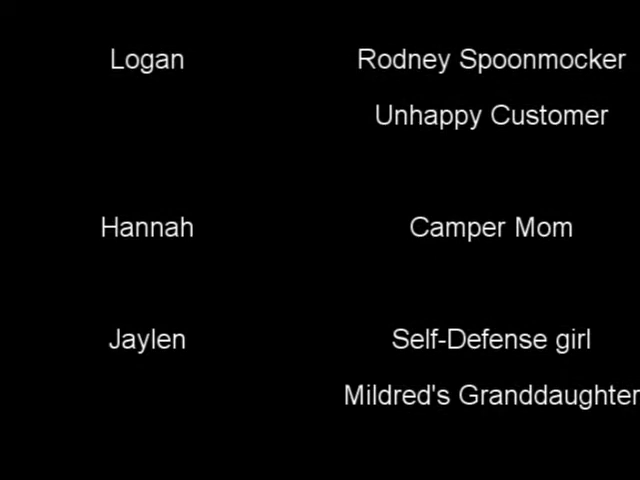 Logan Rodney Spoonmocker
Unhappy Customer
Hannah Camper Mom
Jaylen Self-Defense girl
Mildred's Granddaughter